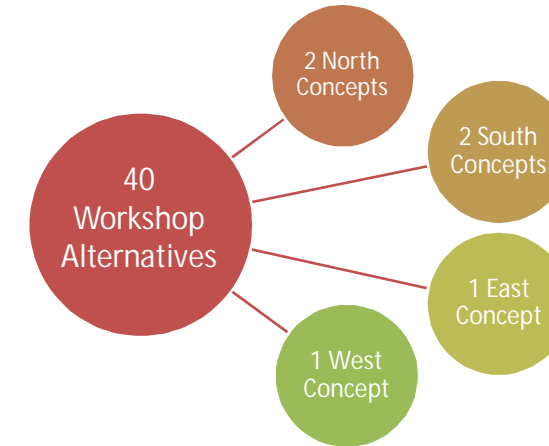 40
Workshop
Alternatives
2 North
Concepts
2 South
Concepts
1 East
Concept
1 West
Concept